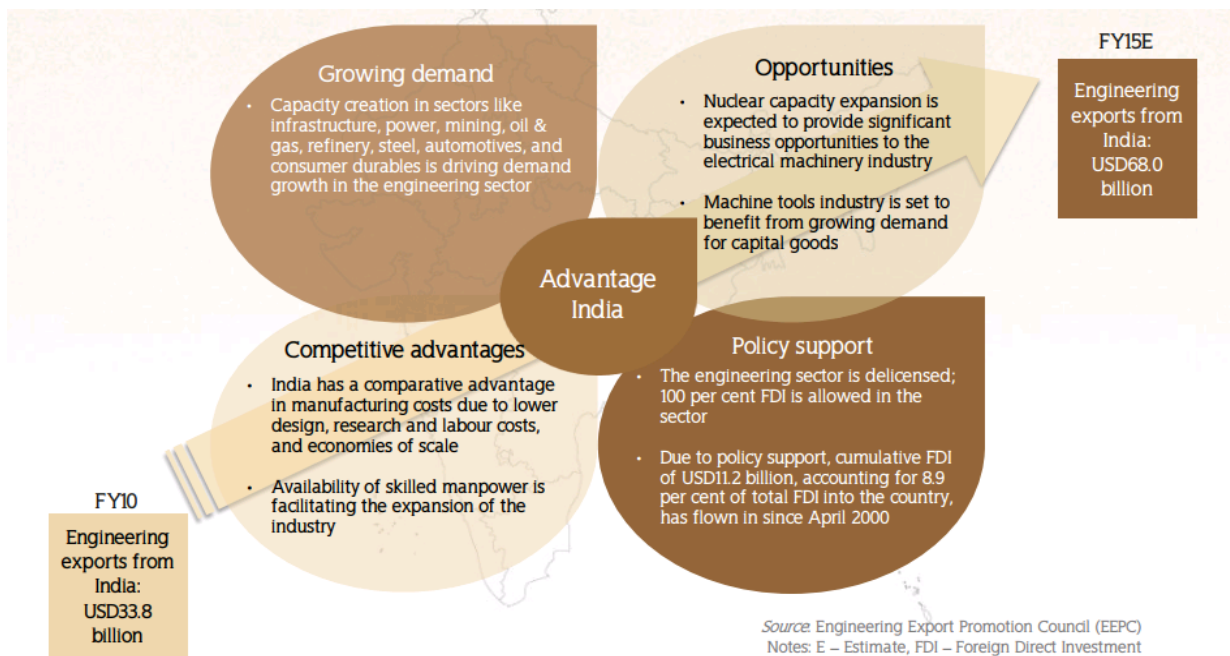 Growing demand
• Capacity creation in sectors like
infrastructure, power, mining, oil &
gas, refinery, steel, automotives, and
consumer durables is driving demand
growth in the engineering sector
Opportunities
• Nuclear capacity expansion is
expected to provide significant
business opportunities to the
electrical machinery industry
• Machine tools industry is set to
benefit from growing demand
for capital goods
FY15E
Engineering
exports from
India:
USD68.0
billion
Advantage
India
Competitive advantages
• India has a comparative advantage
in manufacturing costs due to lower
design, research and labour costs,
and economies of scale
• Availability of skilled manpower is
facilitating the expansion of the
industry
Policy support
• The engineering sector is delicensed;
100 per cent FDI is allowed in the
sector
• Due to policy support, cumulative FDI
of USD11.2 billion, accounting for 8.9
per cent of total FDI into the country,
has flown in since April 2000
FY10
Engineering
exports from
India:
USD33.8
billion
Source: Engineering Export Promotion Council (EEPC)
Notes: E – Estimate, FDI – Foreign Direct Investment